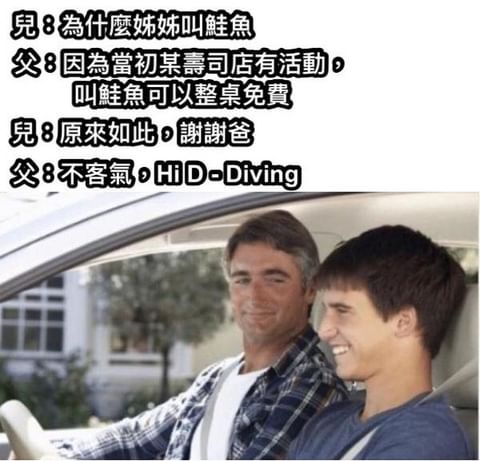 兒：為什麼姊姊叫鮭魚
父：因為當初某壽司店有活動，
叫鮭魚可以整桌免費
兒：原來如此，謝謝爸
父：不客氣，Hi D - Diving